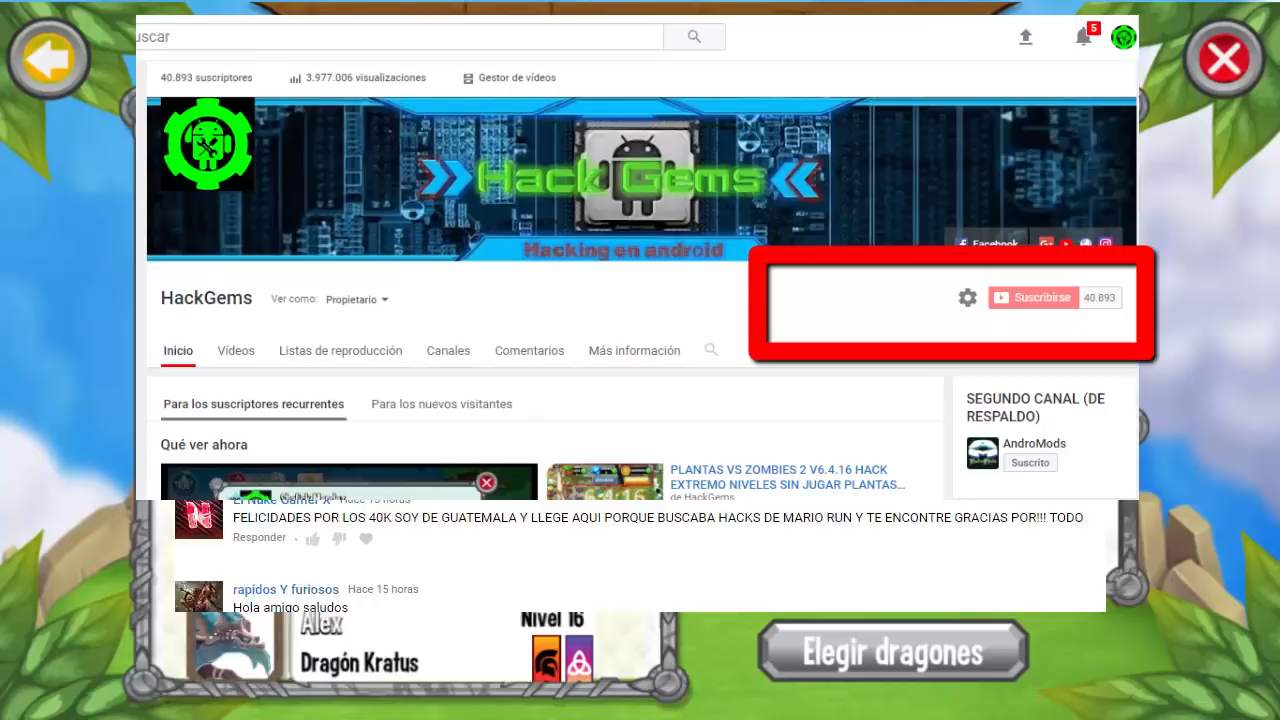 uscar
5
40.893 suscriptores
3.977.006 visualizaciones
Gestor de vídeos
Hack Gems
Hacking en android
Facebook
G+
HackGems
Ver como:
Propietario
Suscribirse
40.893
Inicio
Vídeos
Listas de reproducción
Canales
Comentarios
Más información
Para los suscriptores recurrentes
Para los nuevos visitantes
Qué ver ahora
SEGUNDO CANAL (DE
RESPALDO)
AndroMods
Suscrito
PLANTAS VS ZOMBIES 2 V6.4.16 HACK
EXTREMO NIVELES SIN JUGAR PLANTAS…
de HackGems
Hace 15 horas
FELICIDADES POR LOS 40K SOY DE GUATEMALA Y LLEGE AQUI PORQUE BUSCABA HACKS DE MARIO RUN Y TE ENCONTRE GRACIAS POR!!! TODO
Responder
rapidos Y furiosos Hace 15 horas
Hola amigo saludos
Alex
Nivel 16
Dragón Kratus
Elegir dragones